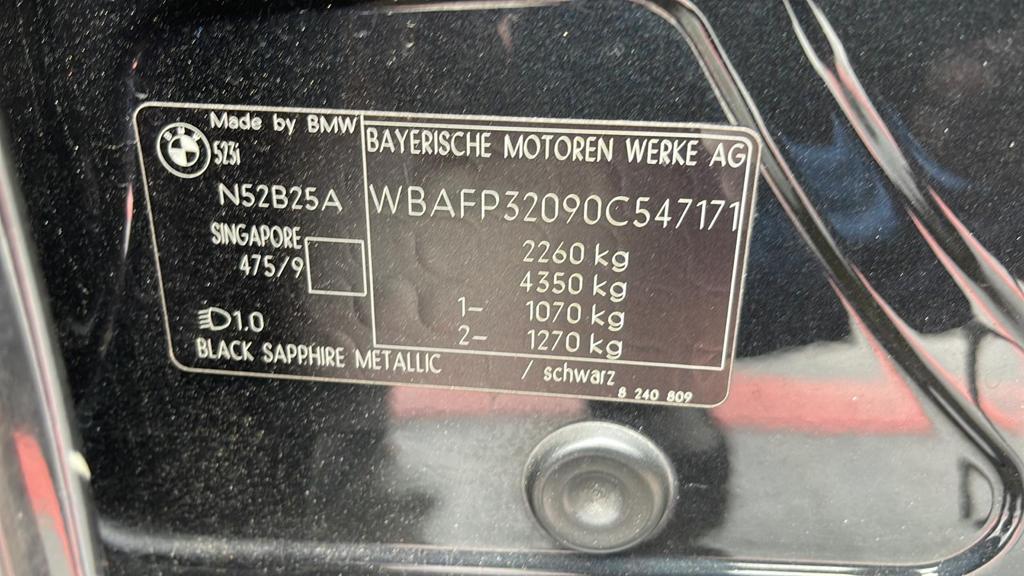 Made by BMW
523i
N52B25A
SINGAPORE
475/9
1.0
BLACK SAPPHIRE METALLIC / schwarz
BAYERISCHE MOTOREN WERKE AG
WBAFP32090C547171
2260 kg
4350 kg
1- 1070 kg
2- 1270 kg
8 240 809